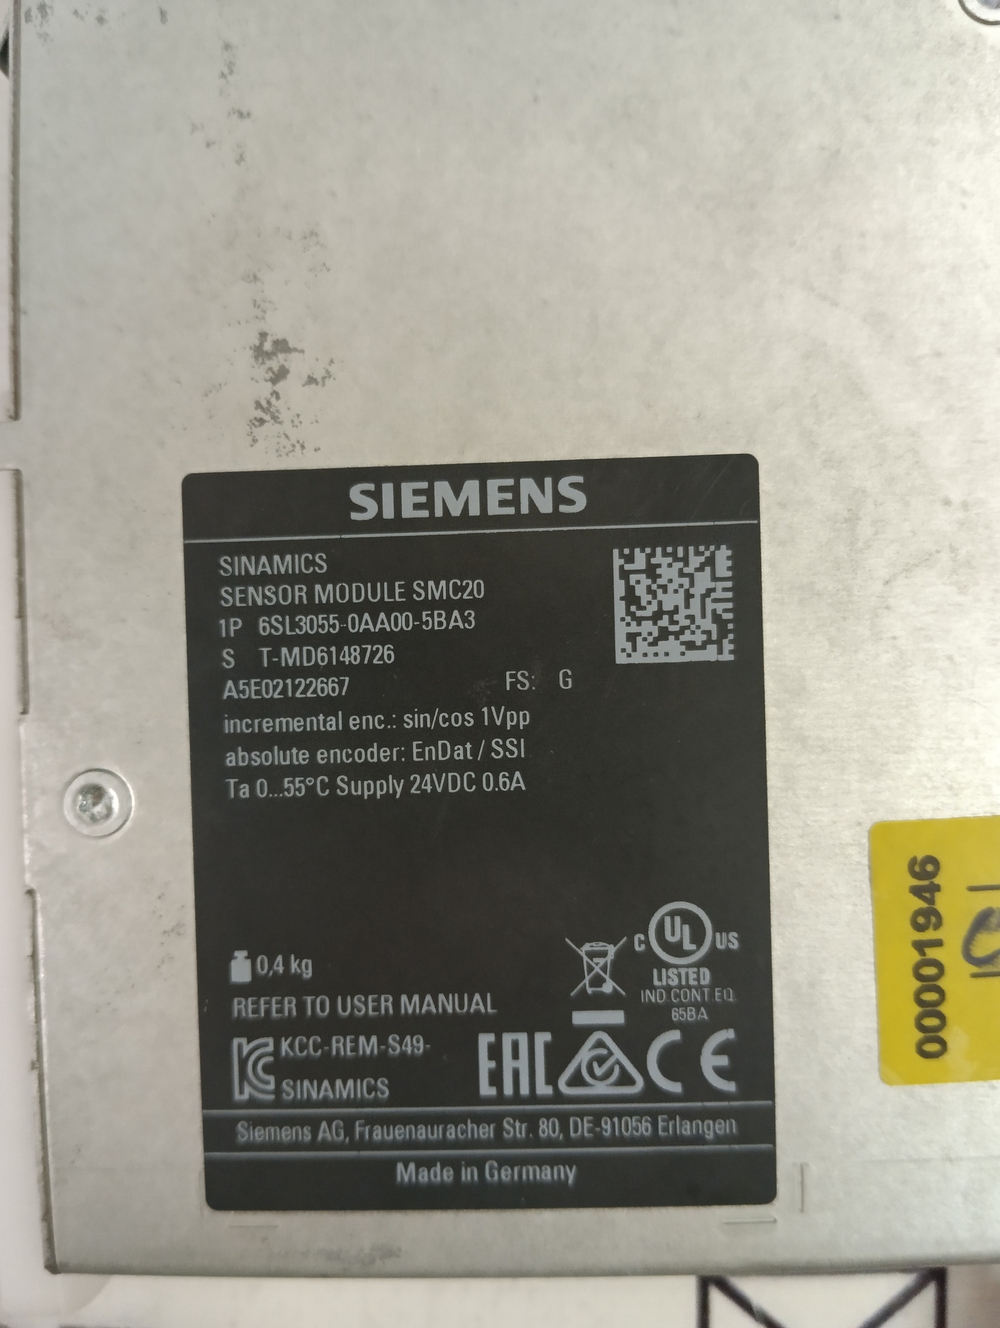 SIEMENS
SINAMICS
SENSOR MODULE SMC20
1P 6SL3055-0AA00-5BA3
S T-MD6148726
A5E02122667 FS: G
incremental enc.: sin/cos 1Vpp
absolute encoder: EnDat / SSI
Ta 0...55°C Supply 24VDC 0.6A
0,4 kg
C UL US
LISTED
IND.CONT.EQ.
65BA
REFER TO USER MANUAL
KCC-REM-S49-
SINAMICS
EAC CE
Siemens AG, Frauenauracher Str. 80, DE-91056 Erlangen
Made in Germany
00001946